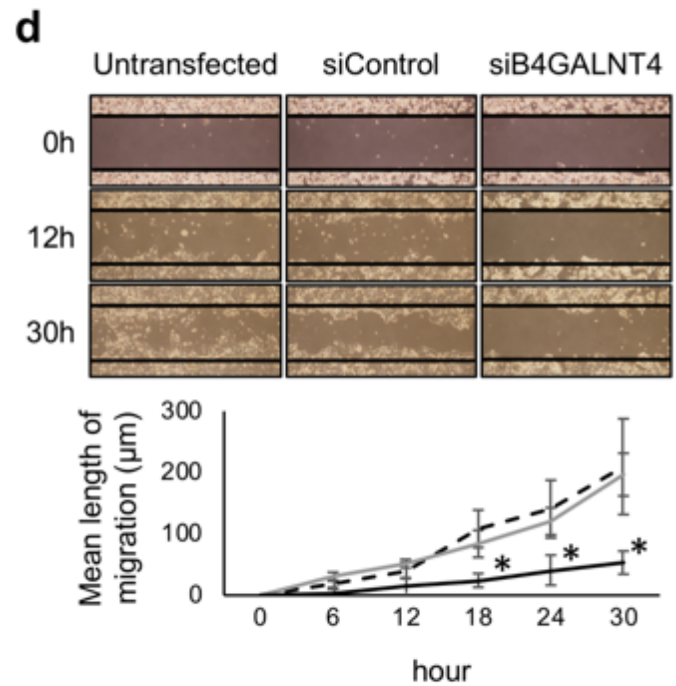 d
Untransfected siControl siB4GALNT4
0h
12h
30h
Mean length of
migration (μm)
300
200
100
0
*
*
*
0 6 12 18 24 30
hour